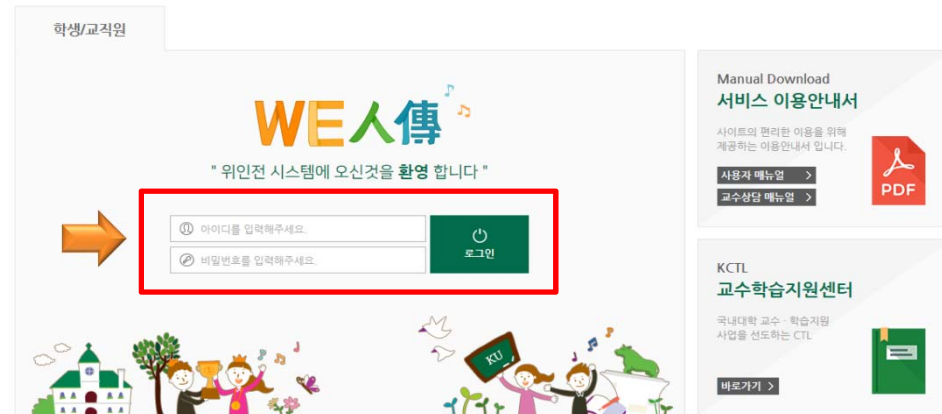 학생/교직원
WE人傳
" 위인전 시스템에 오신것을 환영 합니다 "
아이디를 입력해주세요.
비밀번호를 입력해주세요.
로그인
KU
Manual Download
서비스 이용안내서
사이트의 편리한 이용을 위해
제공하는 이용안내서 입니다.
사용자 매뉴얼 >
교수상담 매뉴얼 >
PDF
KCTL
교수학습지원센터
국내대학 교수 · 학습지원
사업을 선도하는 CTL
바로가기 >